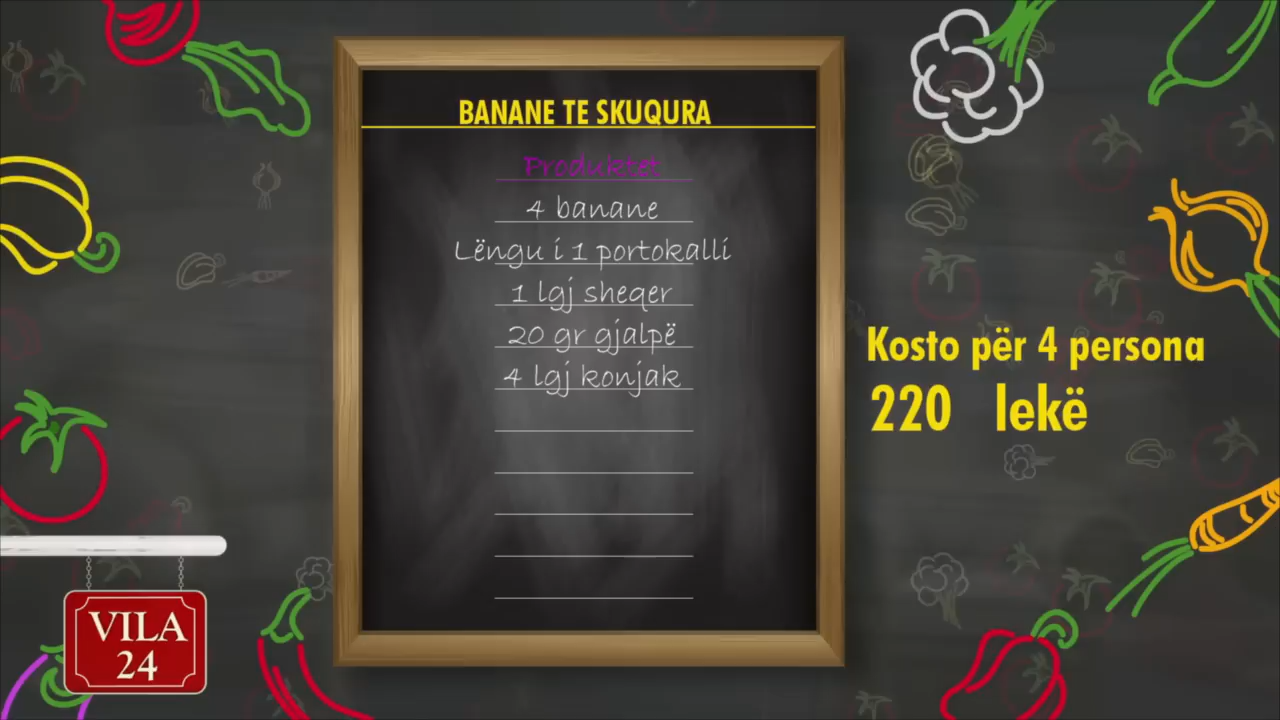 BANANE TE SKUQURA
Produktet
4 banane
Lëngu i 1 portokalli
1 lgj sheqer
20 gr gjalpë
4 lgj konjak
Kosto për 4 persona
220 lekë
VILA
24